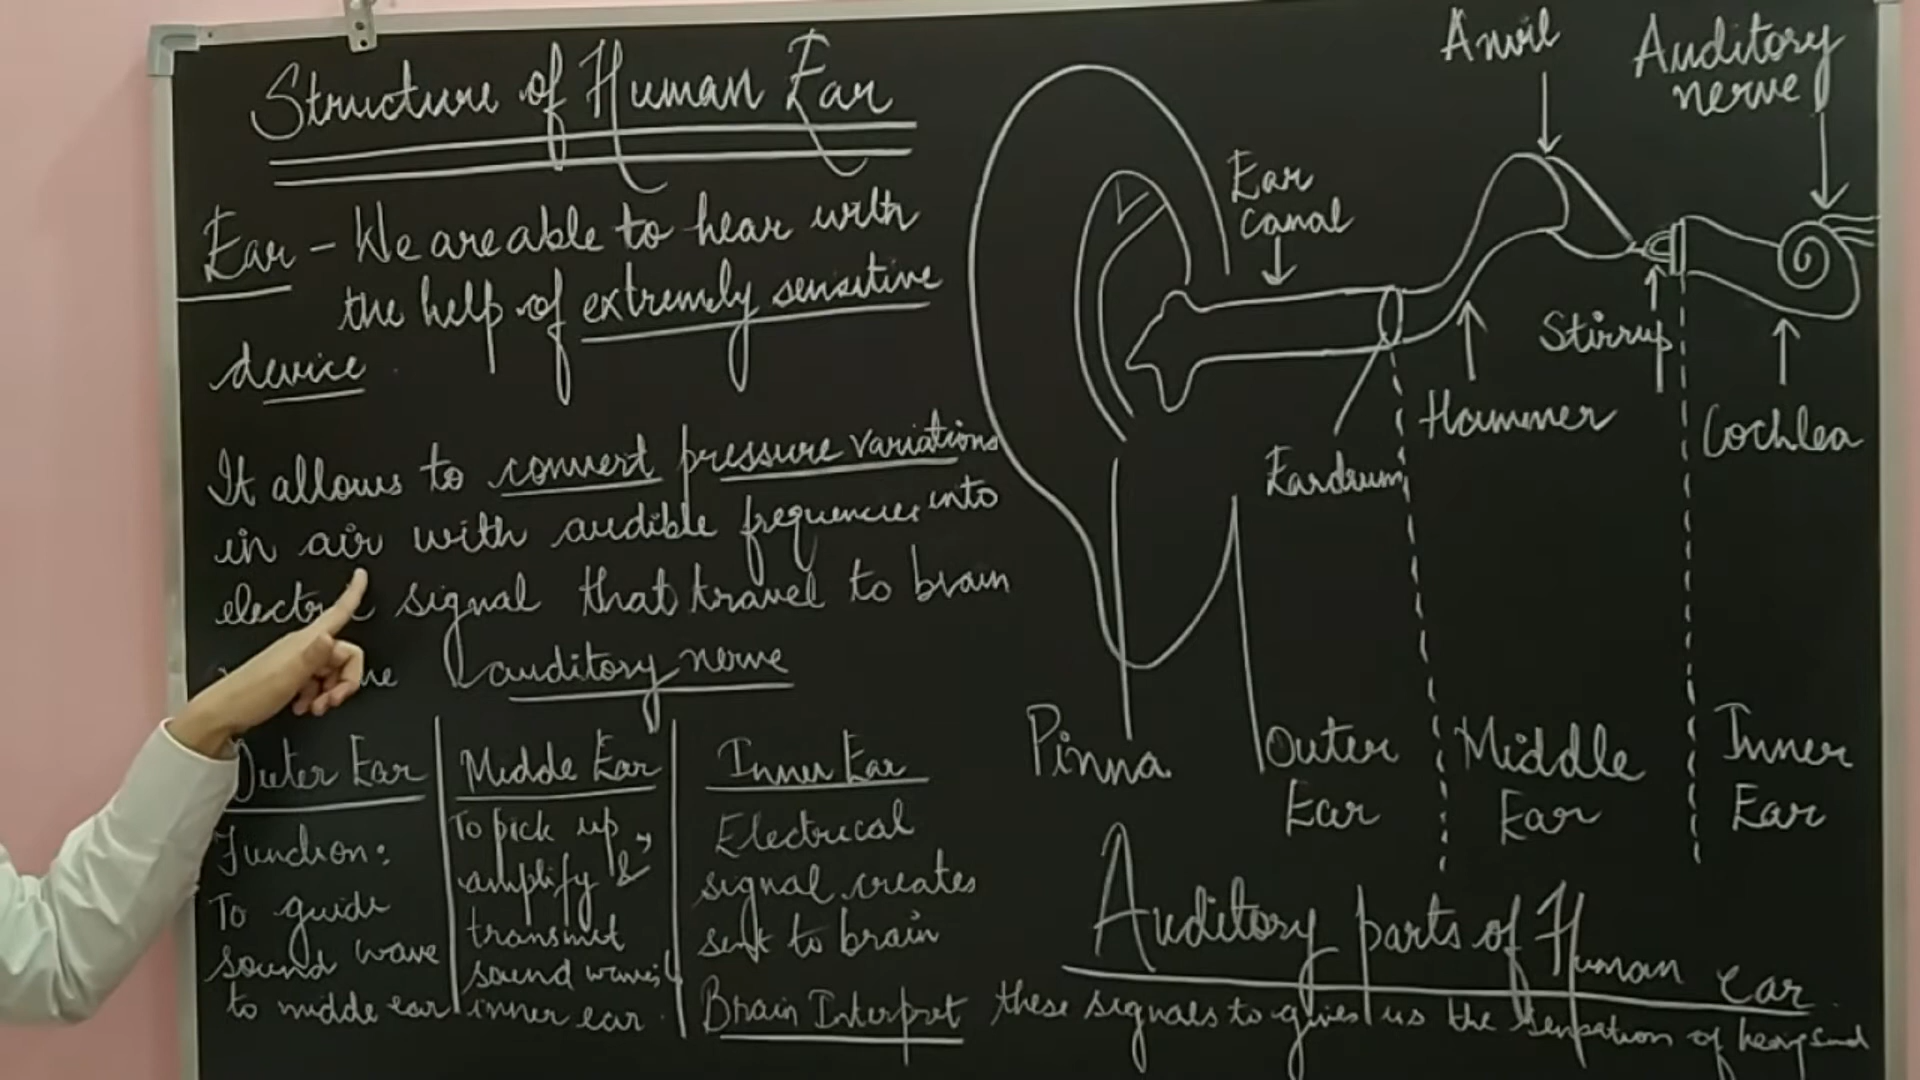 Structure of Human Ear
Ear – We are able to hear with
the help of extremely sensitive
device
It allows to convert pressure variations
in air with audible frequencies into
electric signal that travel to brain
auditory nerve
Outer Ear
Function:
To guide
sound wave
to middle ear
Middle Ear
To pick up,
amplify &
transmit
sound waves
inner ear.
Inner Ear
Electrical
signal creates
sent to brain
Brain Interpret these signals to gives us the sensation of
Anvil
Auditory
nerve
Ear
canal
Stirrup
Hammer
Cochlea
Eardrum
Pinna
Outer
Ear
Middle
Ear
Inner
Ear
Auditory parts of Human ear